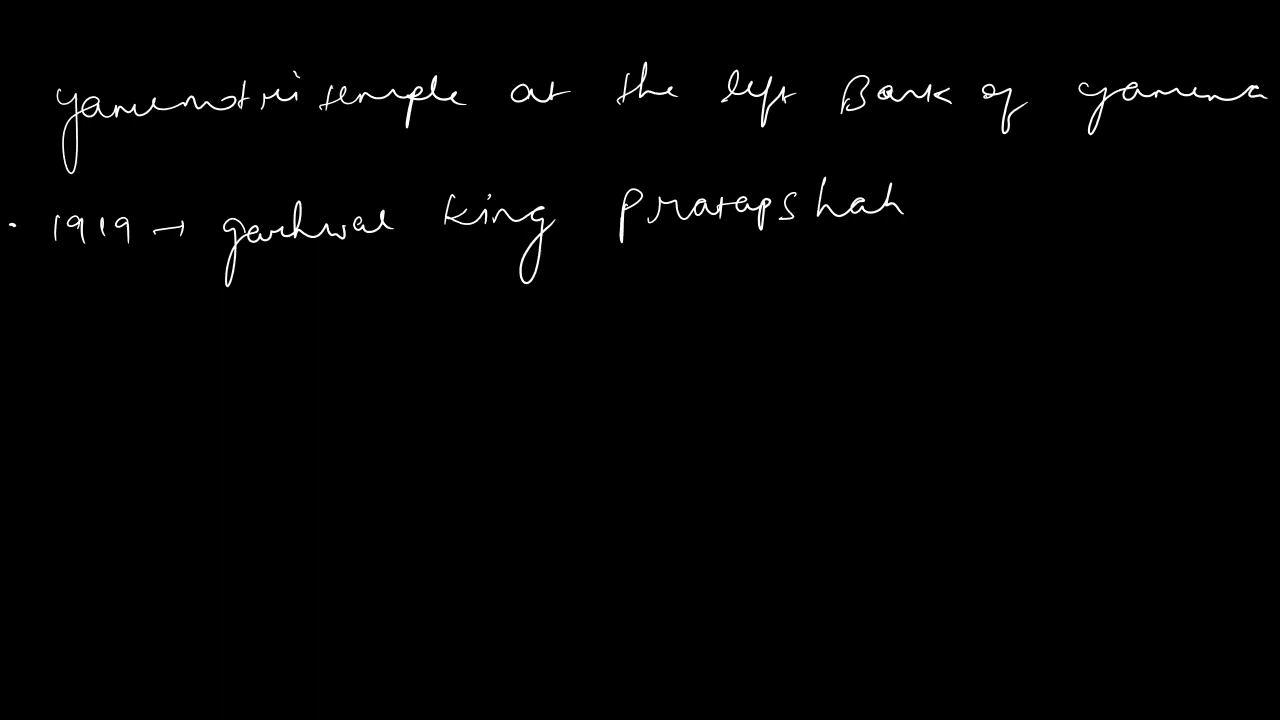 yamunotri temple at the left Bank of yamuna
· 1919 → garhwal King Pratapshah